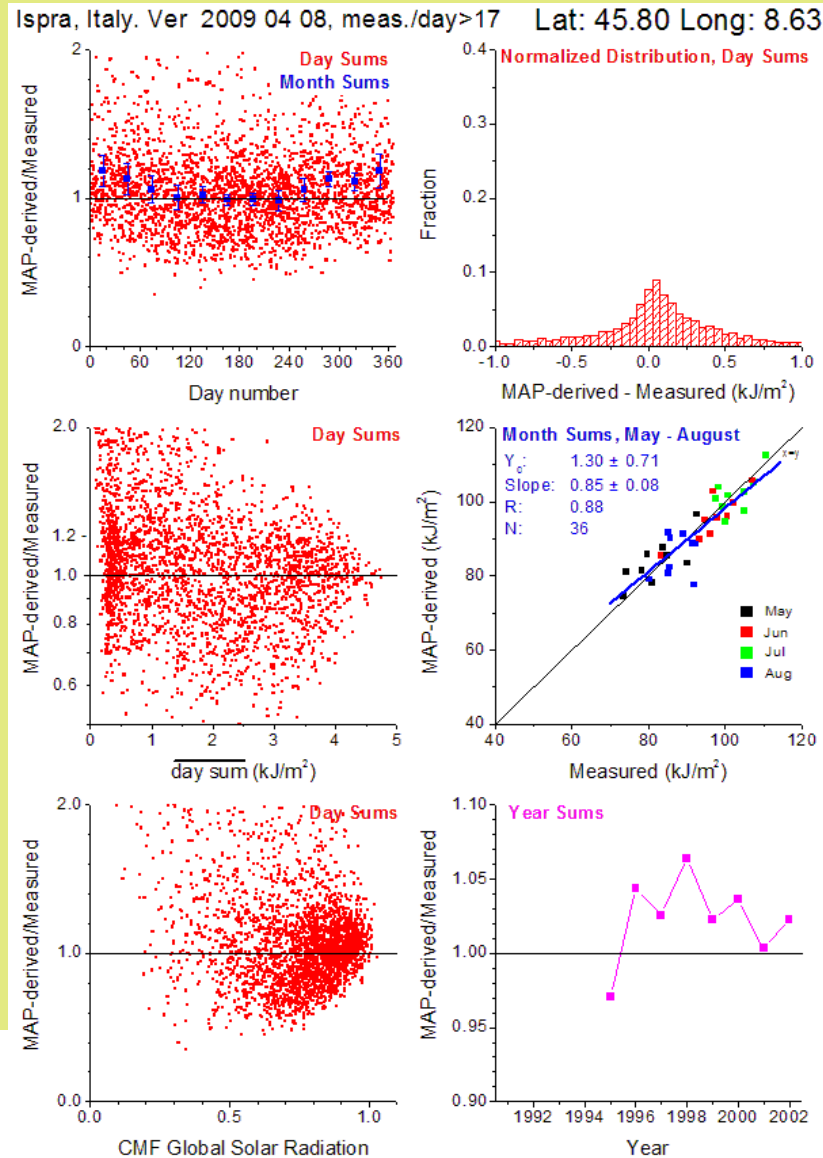 Ispra, Italy. Ver 2009 04 08, meas./day>17 Lat: 45.80 Long: 8.63
Day Sums
Month Sums
MAP-derived/Measured
2
1
0
0 60 120 180 240 300 360
Day number
Normalized Distribution, Day Sums
Fraction
0.4
0.3
0.2
0.1
0.0
-1.0 -0.5 0.0 0.5 1.0
MAP-derived - Measured (kJ/m²)
Day Sums
MAP-derived/Measured
2.0
1.2
1.0
0.8
0.6
0 1 2 3 4 5
day sum (kJ/m²)
Month Sums, May - August
Y₀: 1.30 ± 0.71
Slope: 0.85 ± 0.08
R: 0.88
N: 36
x=y
May
Jun
Jul
Aug
MAP-derived (kJ/m²)
120
100
80
60
40
40 60 80 100 120
Measured (kJ/m²)
Day Sums
MAP-derived/Measured
2.0
1.0
0.0
0.0 0.5 1.0
CMF Global Solar Radiation
Year Sums
MAP-derived/Measured
1.10
1.05
1.00
0.95
0.90
1992 1994 1996 1998 2000 2002
Year